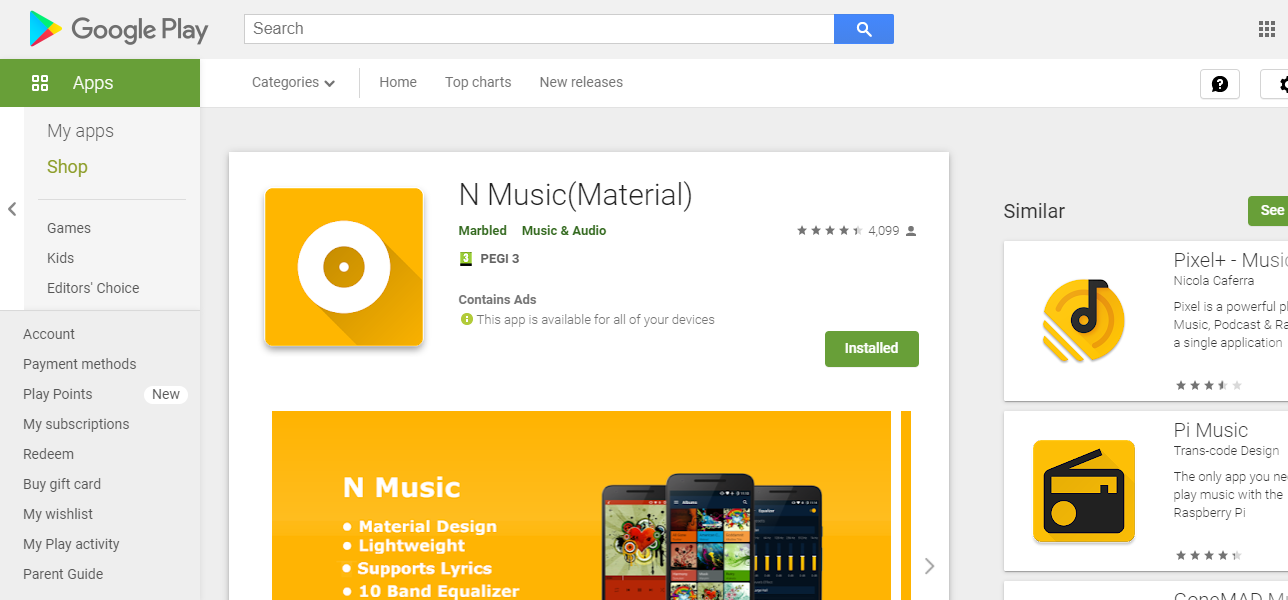 Google Play
Search
Apps
Categories
Home
Top charts
New releases
My apps
Shop
Games
Kids
Editors' Choice
Account
Payment methods
Play Points
New
My subscriptions
Redeem
Buy gift card
My wishlist
My Play activity
Parent Guide
N Music(Material)
Marbled
Music & Audio
4,099
3
PEGI 3
Contains Ads
This app is available for all of your devices
Installed
N Music
● Material Design
● Lightweight
● Supports Lyrics
● 10 Band Equalizer
Albums
Equalizer
Similar
See
Pixel+ - Music
Nicola Caferra
Pixel is a powerful
Music, Podcast &
a single application
Pi Music
Trans-code Design
The only app you
play music with the
Raspberry Pi